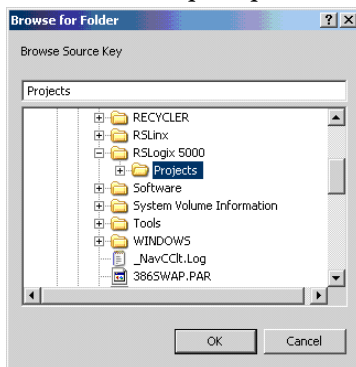 Browse for Folder
Browse Source Key
Projects
RECYCLER
RSLinx
RSLogix 5000
Projects
Software
System Volume Information
Tools
WINDOWS
_NavCClt.Log
386SWAP.PAR
OK Cancel